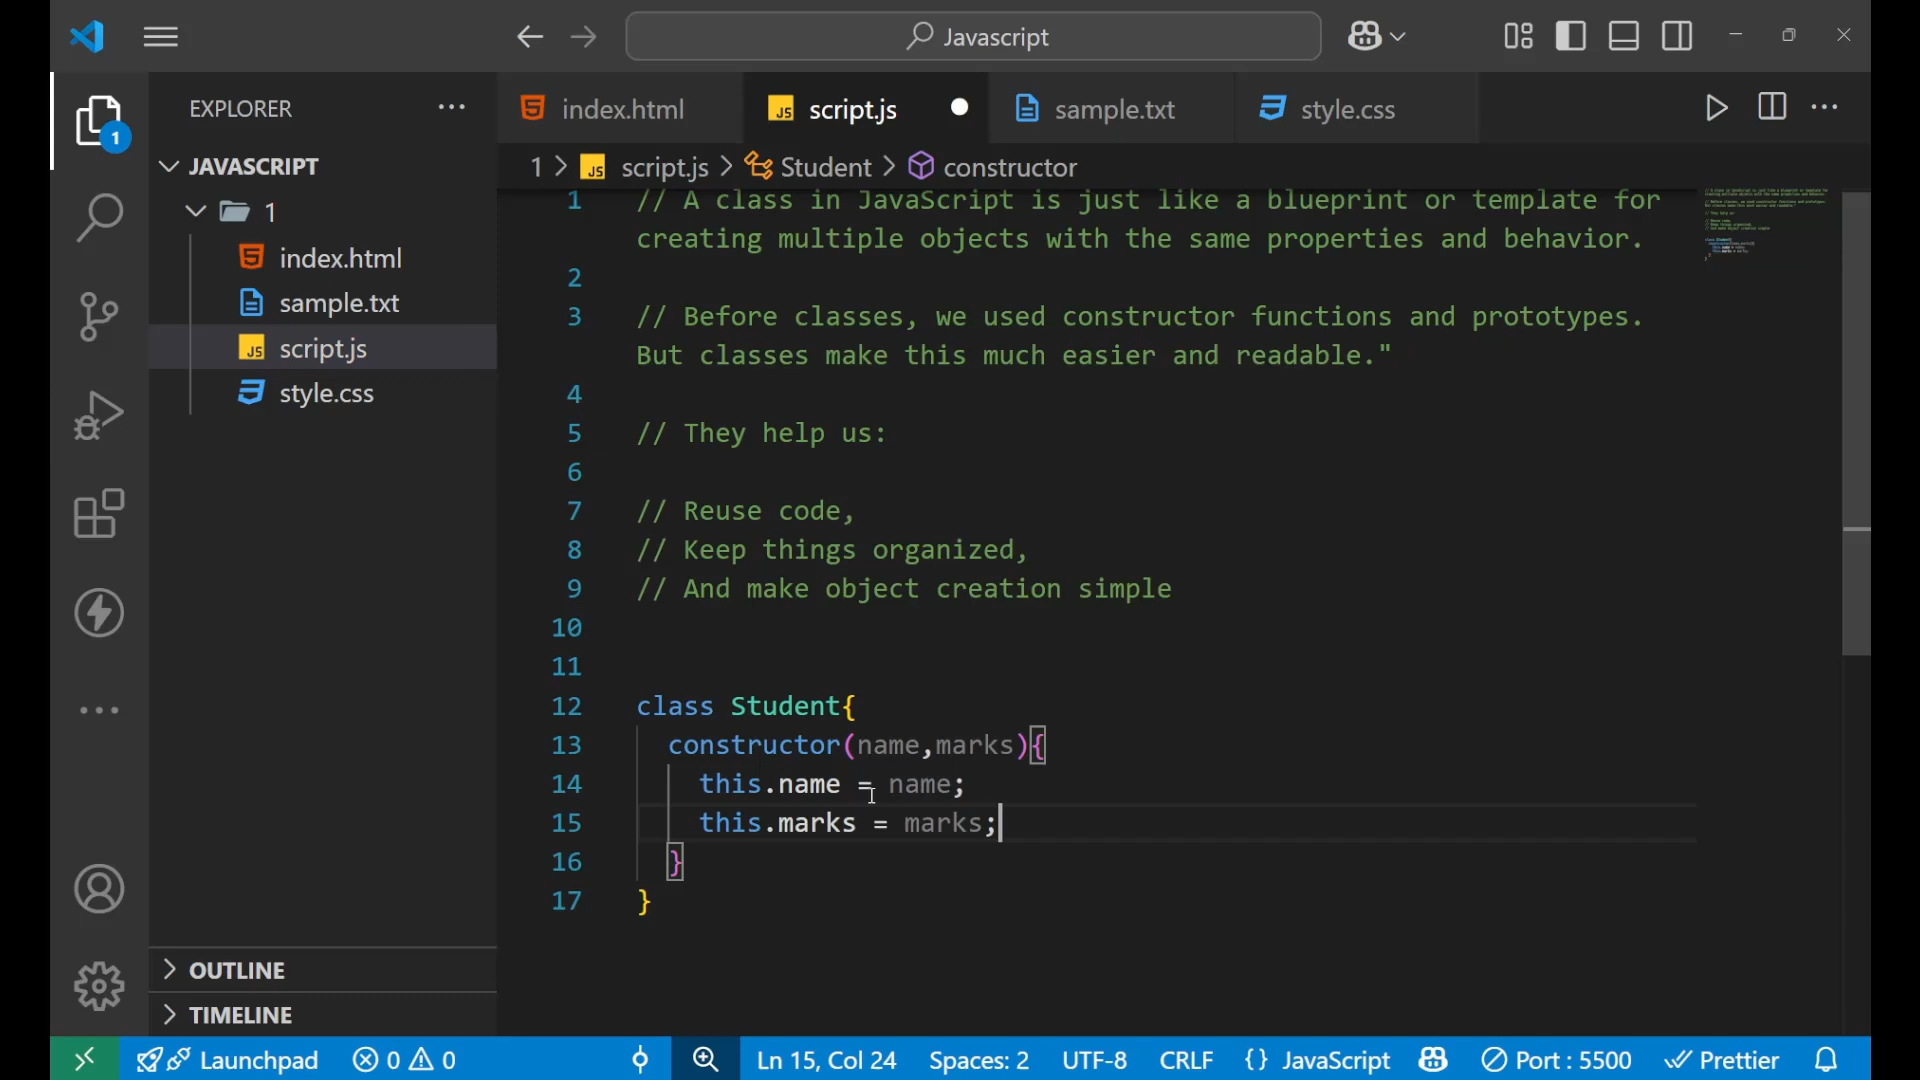 Javascript
EXPLORER
JAVASCRIPT
1
index.html
sample.txt
script.js
style.css
OUTLINE
TIMELINE
1
index.html
JS script.js
sample.txt
style.css
1 > JS script.js > Student > constructor
1 // A class in JavaScript is just like a blueprint or template for
creating multiple objects with the same properties and behavior.
2
3 // Before classes, we used constructor functions and prototypes.
But classes make this much easier and readable."
4
5 // They help us:
6
7 // Reuse code,
8 // Keep things organized,
9 // And make object creation simple
10
11
12 class Student{
13 constructor(name,marks){
14 this.name = name;
15 this.marks = marks;
16 }
17 }
Launchpad 0 0 Ln 15, Col 24 Spaces: 2 UTF-8 CRLF {} JavaScript Port : 5500 Prettier